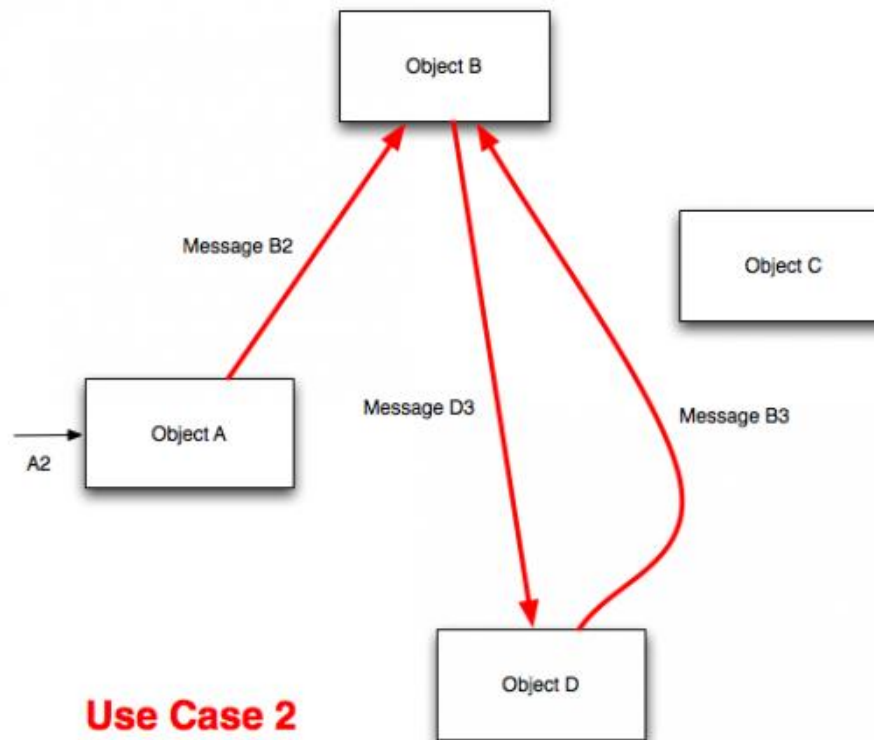 Object B
Message B2
Object C
Message D3
Message B3
Object A
A2
Object D
Use Case 2